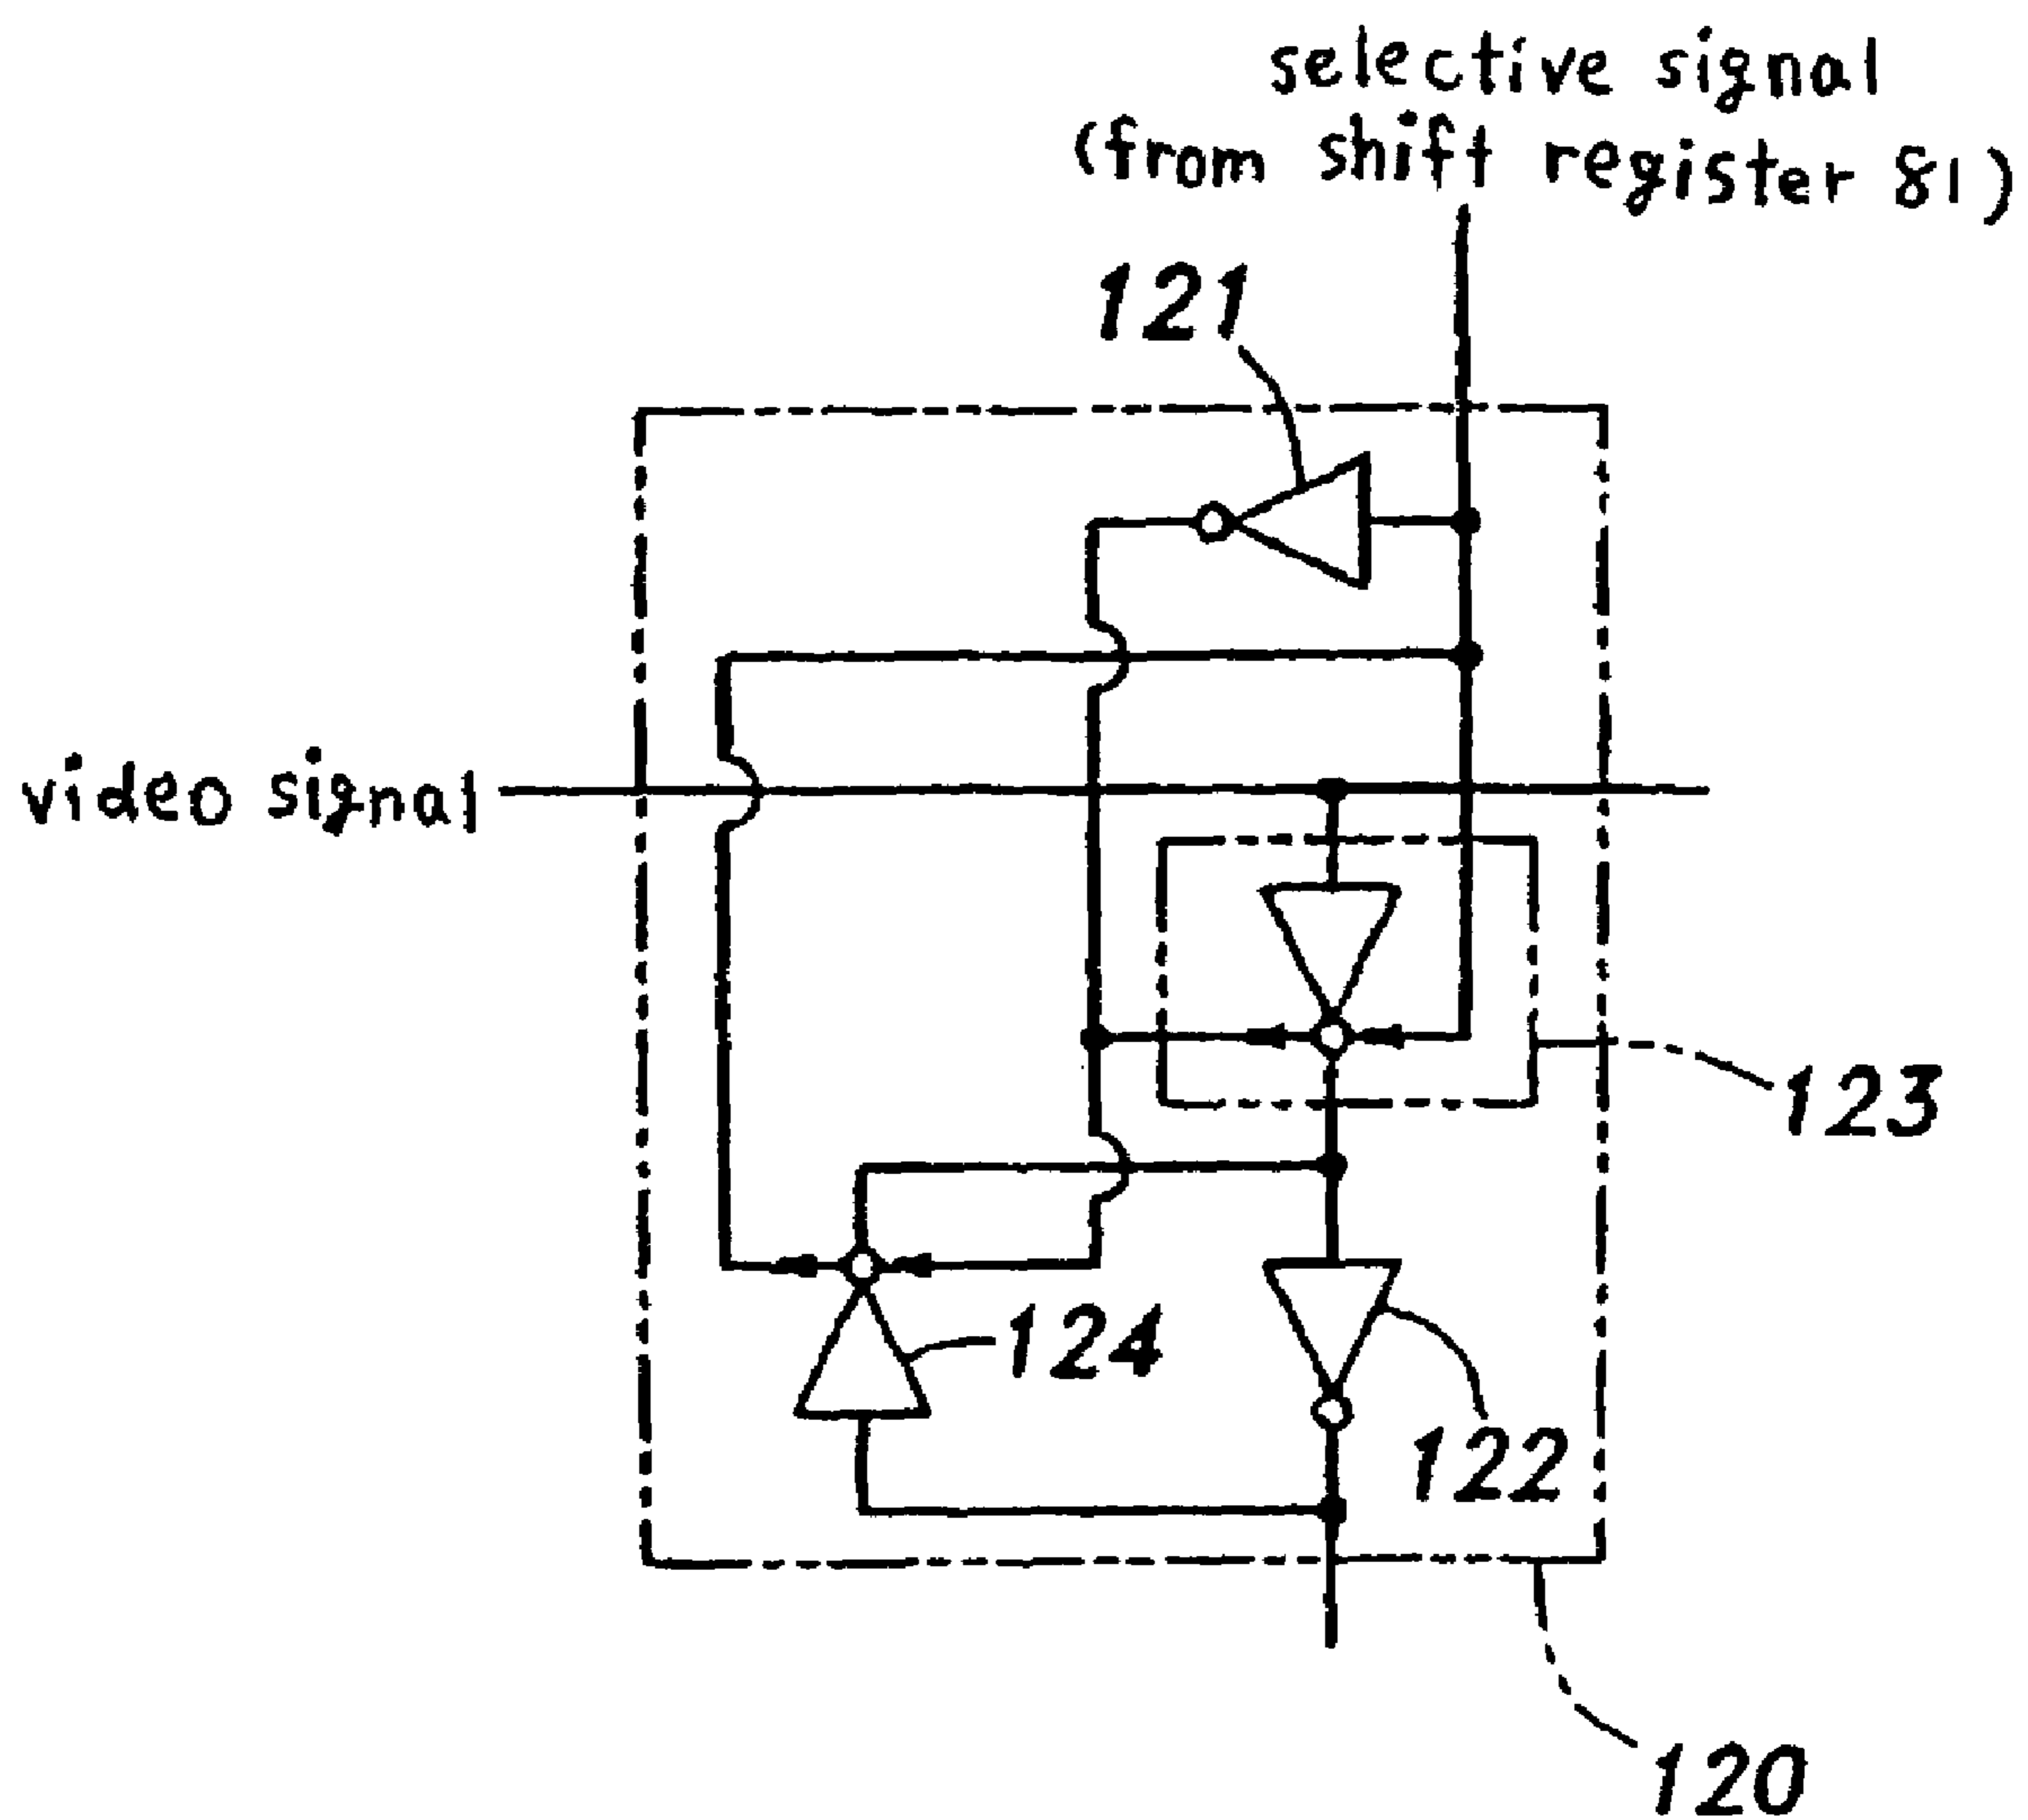 selective signal
(from shift register 81)
121
video signal
123
124
122
120